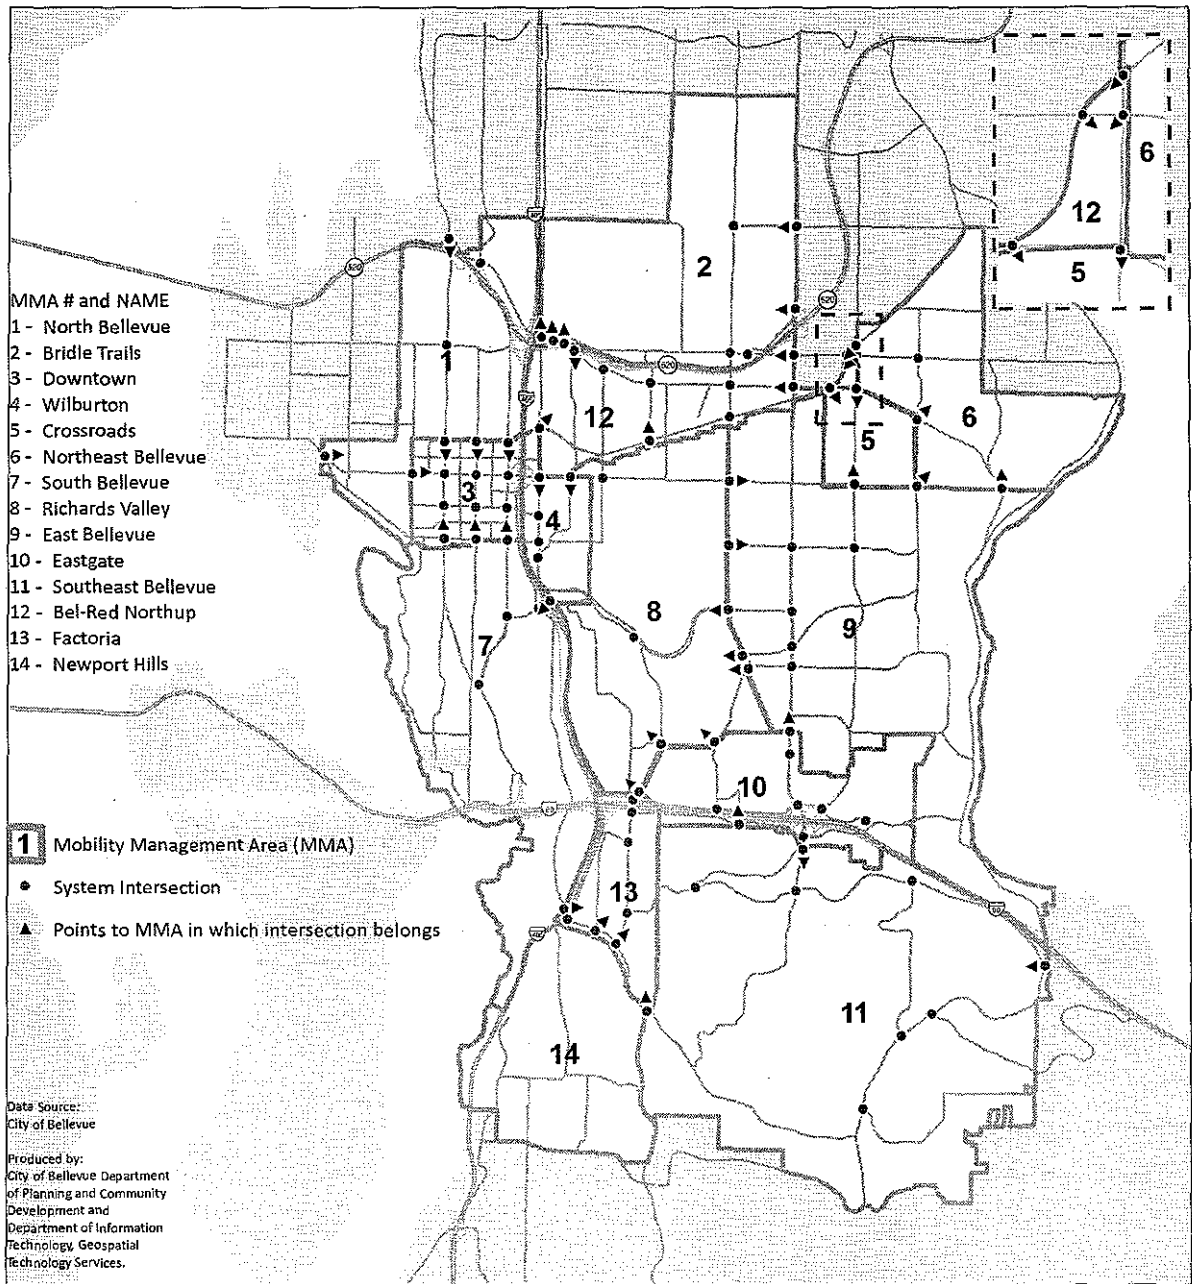 MMA # and NAME
1 - North Bellevue
2 - Bridle Trails
3 - Downtown
4 - Wilburton
5 - Crossroads
6 - Northeast Bellevue
7 - South Bellevue
8 - Richards Valley
9 - East Bellevue
10 - Eastgate
11 - Southeast Bellevue
12 - Bel-Red Northup
13 - Factoria
14 - Newport Hills
1 Mobility Management Area (MMA)
System Intersection
Points to MMA in which intersection belongs
Data Source:
City of Bellevue
Produced by:
City of Bellevue Department
of Planning and Community
Development and
Department of Information
Technology, Geospatial
Technology Services.
6
12
5
2
520
520
520
1
12
6
5
3
4
8
9
7
10
13
11
14